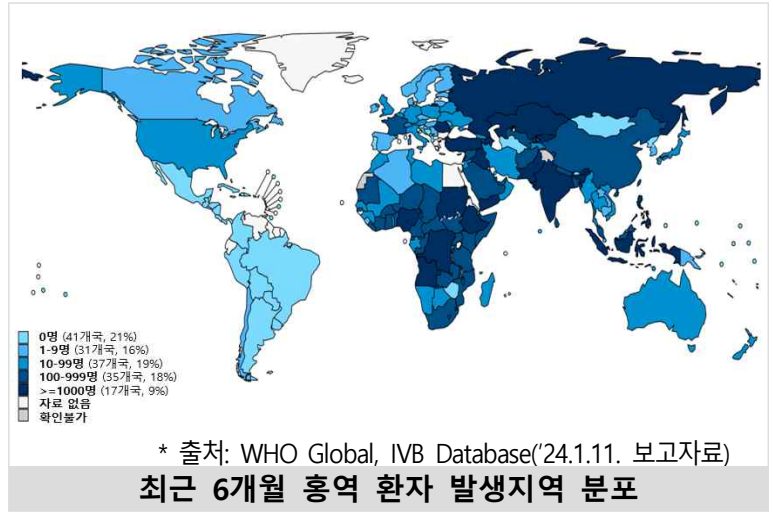 0명 (41개국, 21%)
1-9명 (31개국, 16%)
10-99명 (37개국, 19%)
100-999명 (35개국, 18%)
>=1000명 (17개국, 9%)
자료 없음
확인불가
* 출처: WHO Global, IVB Database('24.1.11. 보고자료)
최근 6개월 홍역 환자 발생지역 분포